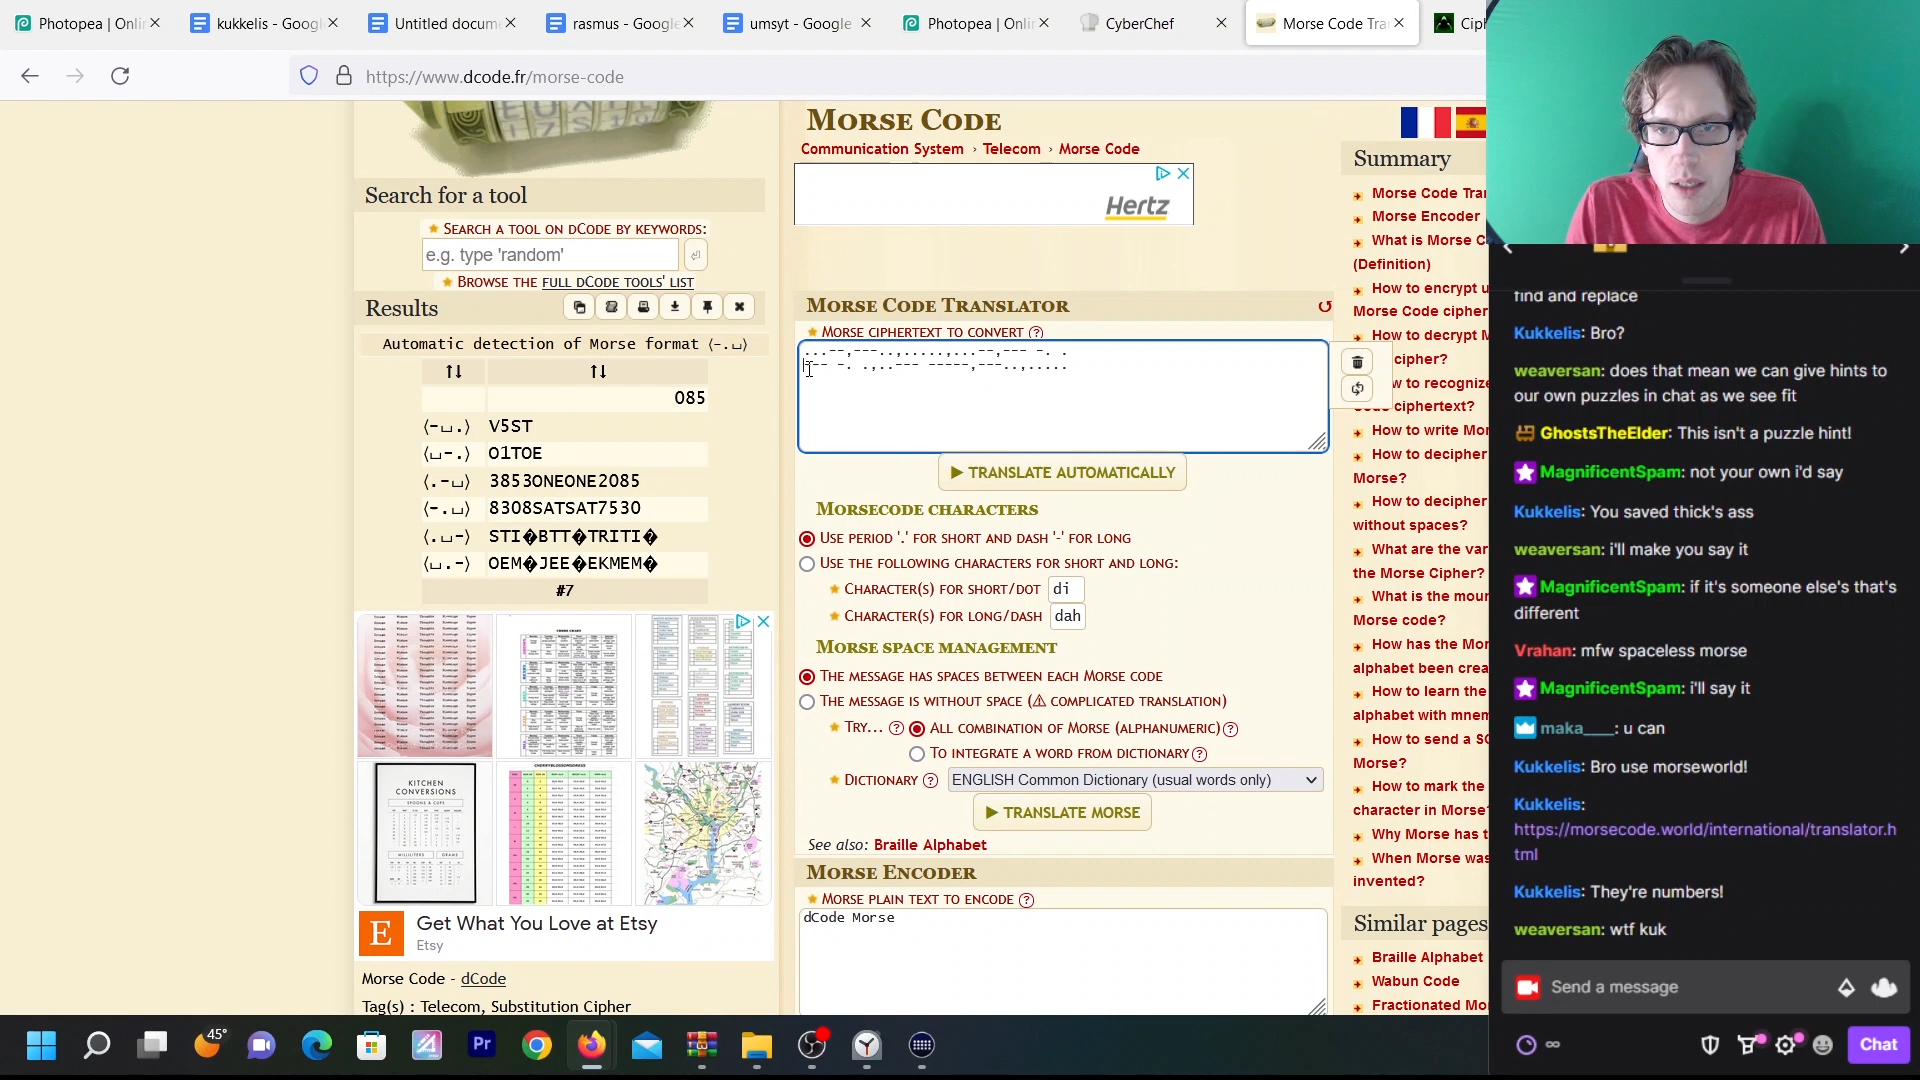 Photopea | Onlin
kukkelis - Googl
Untitled docume
rasmus - Google
umsyt - Google
Photopea | Onlin
CyberChef
Morse Code Tra
Ciph
https://www.dcode.fr/morse-code
Search for a tool
★ Search a tool on dCode by keywords:
e.g. type 'random'
★ Browse the full dCode tools' list
Results
Automatic detection of Morse format ⟨-.␣⟩
↑↓ ↑↓
085
⟨-␣.⟩ V5ST
⟨␣-.⟩ O1TOE
⟨.-␣⟩ 3853ONEONE2085
⟨-.␣⟩ 8308SATSAT7530
⟨.␣-⟩ STI�BTT�TRITI�
⟨␣.-⟩ OEM�JEE�EKMEM�
#7
KITCHEN
CONVERSIONS
E
Get What You Love at Etsy
Etsy
Morse Code - dCode
Tag(s) : Telecom, Substitution Cipher
Morse Code
Communication System › Telecom › Morse Code
Hertz
Morse Code Translator
★ Morse ciphertext to convert ?
...--,---..,.....,...--,--- -. .
--- -. .,..--- -----,---..,.....
▶ TRANSLATE AUTOMATICALLY
Morsecode characters
Use period '.' for short and dash '-' for long
Use the following characters for short and long:
★ Character(s) for short/dot di
★ Character(s) for long/dash dah
Morse space management
The message has spaces between each Morse code
The message is without space (⚠ complicated translation)
★ Try... ? All combination of Morse (alphanumeric) ?
To integrate a word from dictionary ?
★ Dictionary ? ENGLISH Common Dictionary (usual words only)
▶ TRANSLATE MORSE
See also: Braille Alphabet
Morse Encoder
★ Morse plain text to encode ?
dCode Morse
Summary
Morse Code Tran
Morse Encoder
What is Morse C
(Definition)
How to encrypt u
Morse Code cipher
How to decrypt M
cipher?
w to recognize
ode ciphertext?
How to write Mor
How to decipher
Morse?
How to decipher
without spaces?
What are the var
the Morse Cipher?
What is the mour
Morse code?
How has the Mor
alphabet been crea
How to learn the
alphabet with mnem
How to send a SO
Morse?
How to mark the
character in Morse?
Why Morse has t
When Morse was
invented?
Similar pages
Braille Alphabet
Wabun Code
Fractionated Mo
find and replace
Kukkelis: Bro?
weaversan: does that mean we can give hints to
our own puzzles in chat as we see fit
GhostsTheElder: This isn't a puzzle hint!
MagnificentSpam: not your own i'd say
Kukkelis: You saved thick's ass
weaversan: i'll make you say it
MagnificentSpam: if it's someone else's that's
different
Vrahan: mfw spaceless morse
MagnificentSpam: i'll say it
maka____: u can
Kukkelis: Bro use morseworld!
Kukkelis:
https://morsecode.world/international/translator.h
tml
Kukkelis: They're numbers!
weaversan: wtf kuk
Send a message
Chat
45°
Pr